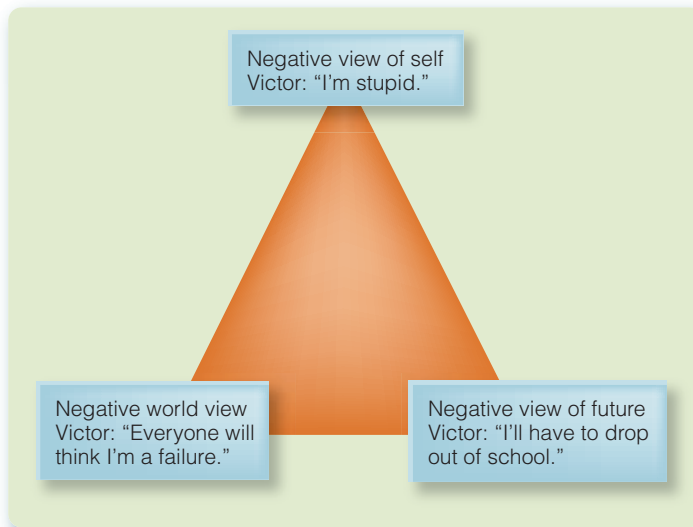 Negative view of self
Victor: “I’m stupid.”
Negative world view
Victor: “Everyone will
think I’m a failure.”
Negative view of future
Victor: “I’ll have to drop
out of school.”